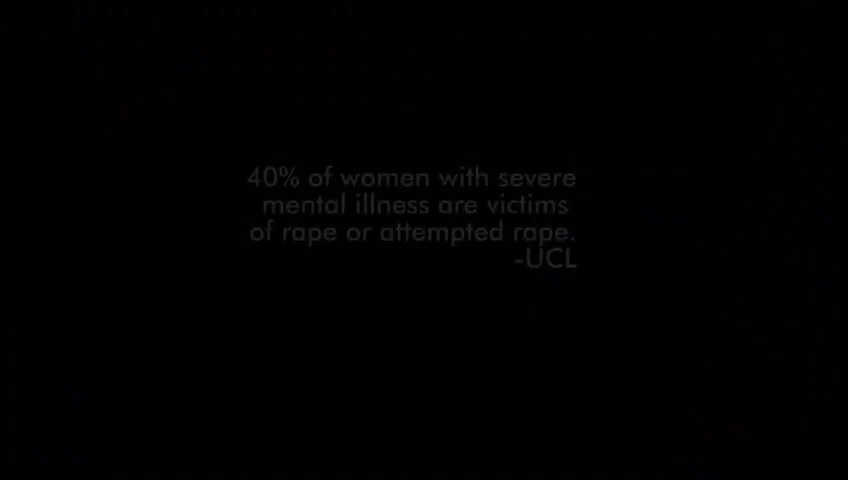 40% of women with severe
mental illness are victims
of rape or attempted rape.
-UCL